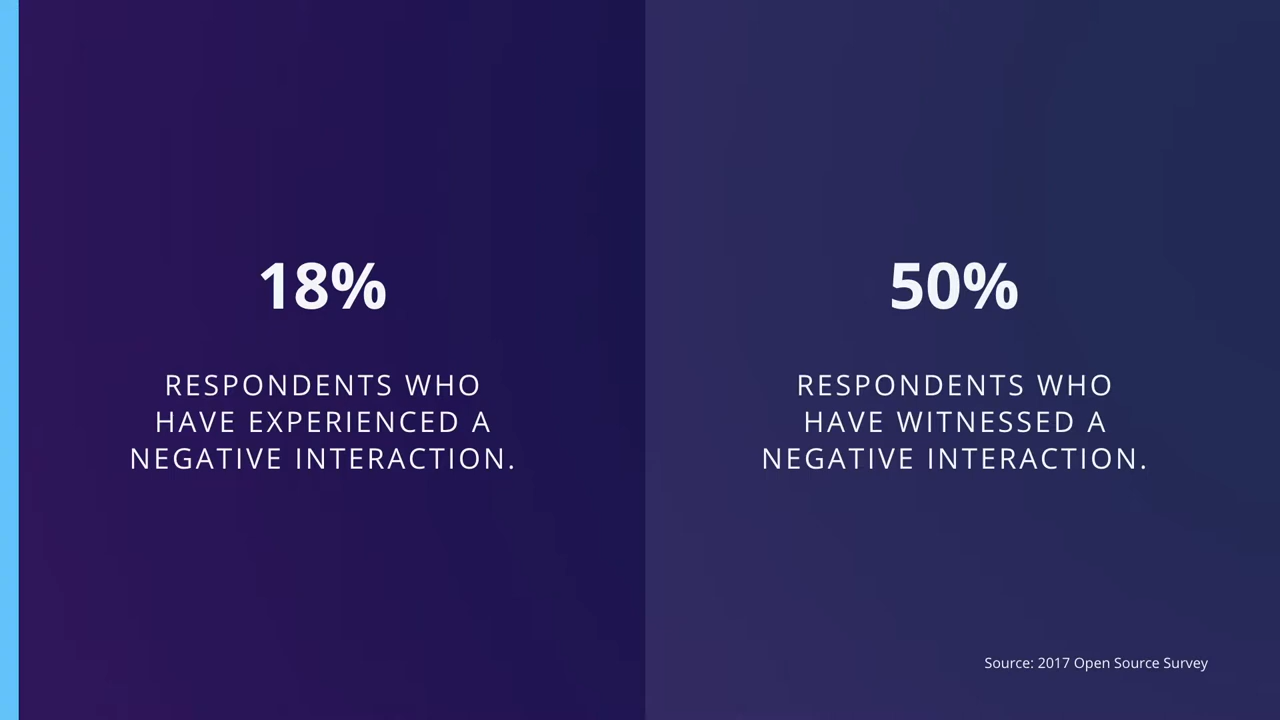 18%
RESPONDENTS WHO
HAVE EXPERIENCED A
NEGATIVE INTERACTION.
50%
RESPONDENTS WHO
HAVE WITNESSED A
NEGATIVE INTERACTION.
Source: 2017 Open Source Survey